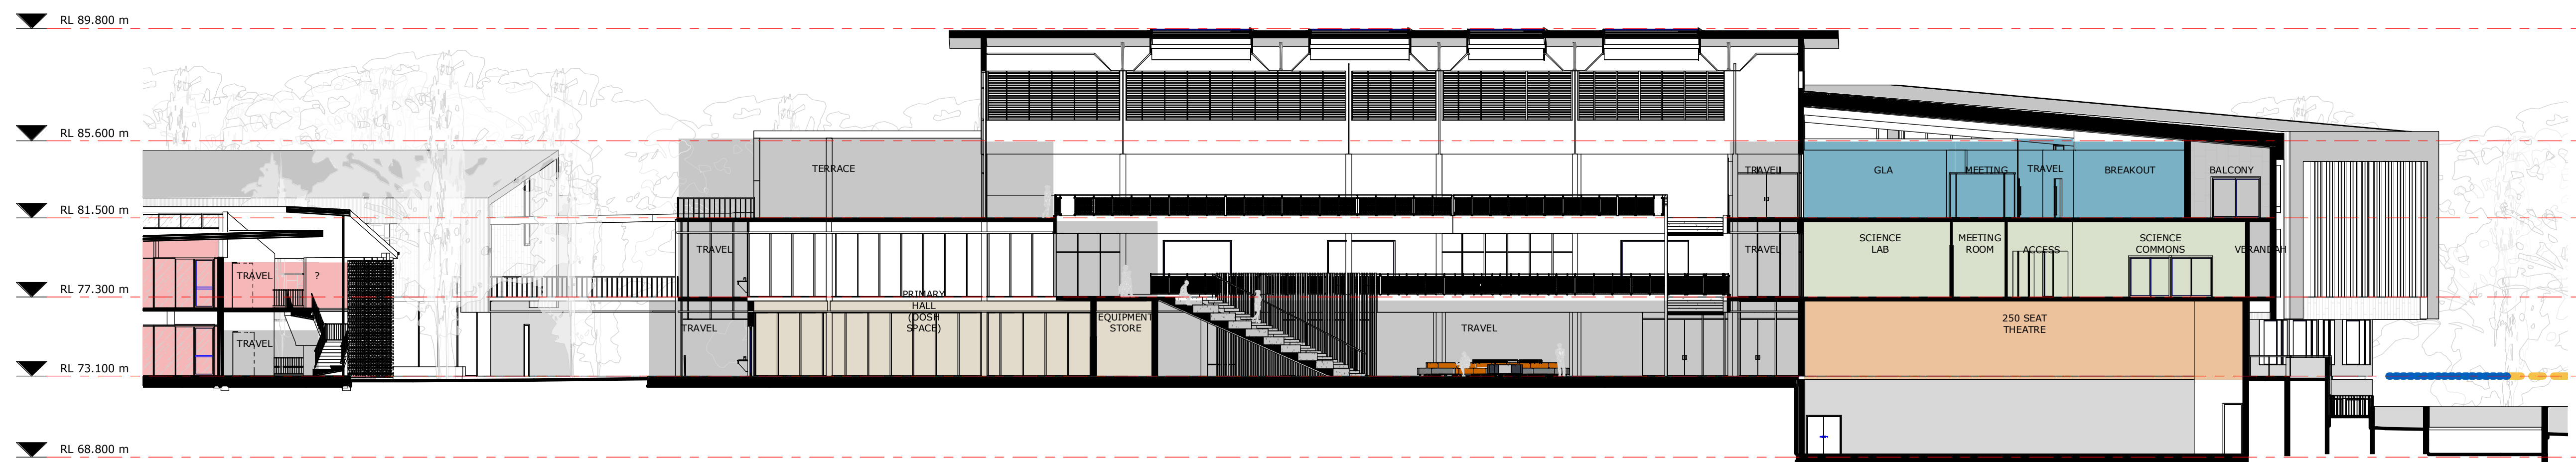 RL 89.800 m
RL 85.600 m
TERRACE
TRAVEL
GLA
MEETING
TRAVEL
BREAKOUT
BALCONY
RL 81.500 m
TRAVEL
TRAVEL
SCIENCE
LAB
MEETING
ROOM
ACCESS
SCIENCE
COMMONS
VERANDAH
TRAVEL
?
RL 77.300 m
PRIMARY
HALL
(OOSH
SPACE)
TRAVEL
EQUIPMENT
STORE
TRAVEL
250 SEAT
THEATRE
TRAVEL
RL 73.100 m
RL 68.800 m